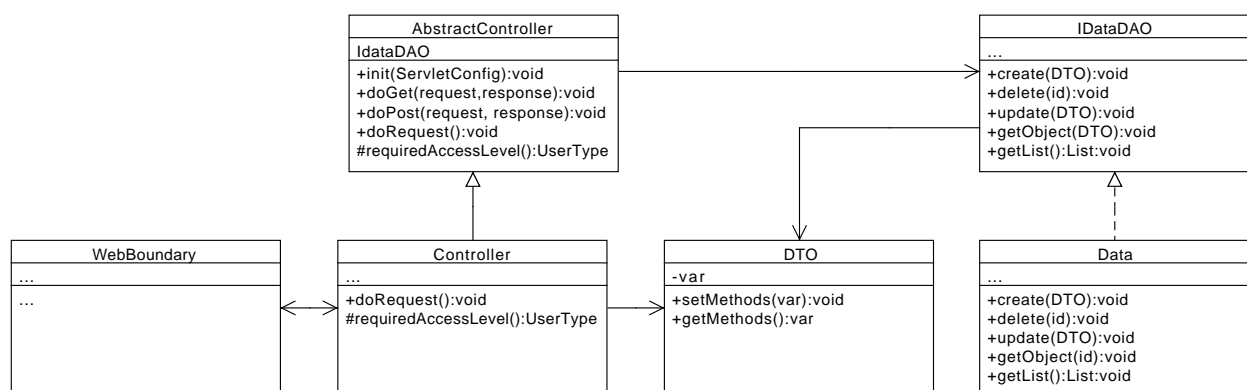 AbstractController
IdataDAO
+init(ServletConfig):void
+doGet(request,response):void
+doPost(request, response):void
+doRequest():void
#requiredAccessLevel():UserType
IDataDAO
...
+create(DTO):void
+delete(id):void
+update(DTO):void
+getObject(DTO):void
+getList():List:void
WebBoundary
...
...
Controller
...
+doRequest():void
#requiredAccessLevel():UserType
DTO
-var
+setMethods(var):void
+getMethods():var
Data
...
+create(DTO):void
+delete(id):void
+update(DTO):void
+getObject(id):void
+getList():List:void